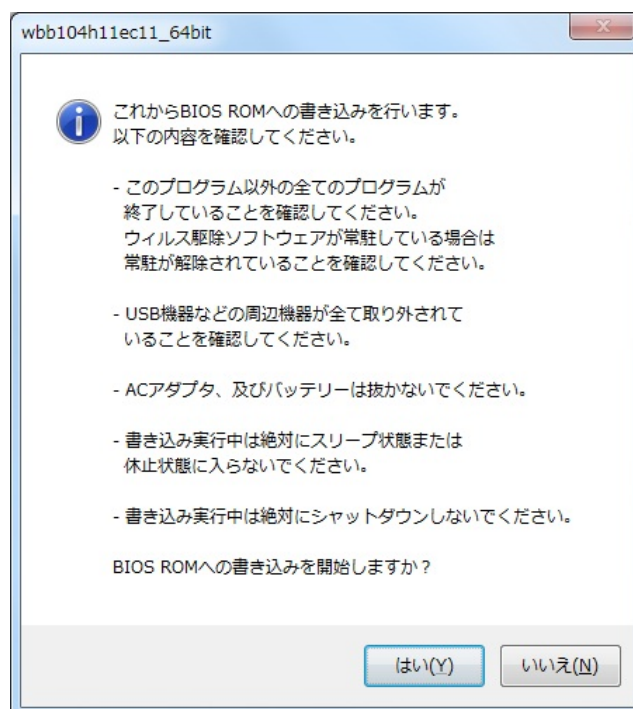 wbb104h11ec11_64bit
これからBIOS ROMへの書き込みを行います。
以下の内容を確認してください。
- このプログラム以外の全てのプログラムが
終了していることを確認してください。
ウィルス駆除ソフトウェアが常駐している場合は
常駐が解除されていることを確認してください。
- USB機器などの周辺機器が全て取り外されて
いることを確認してください。
- ACアダプタ、及びバッテリーは抜かないでください。
- 書き込み実行中は絶対にスリープ状態または
休止状態に入らないでください。
- 書き込み実行中は絶対にシャットダウンしないでください。
BIOS ROMへの書き込みを開始しますか？
はい(Y) いいえ(N)